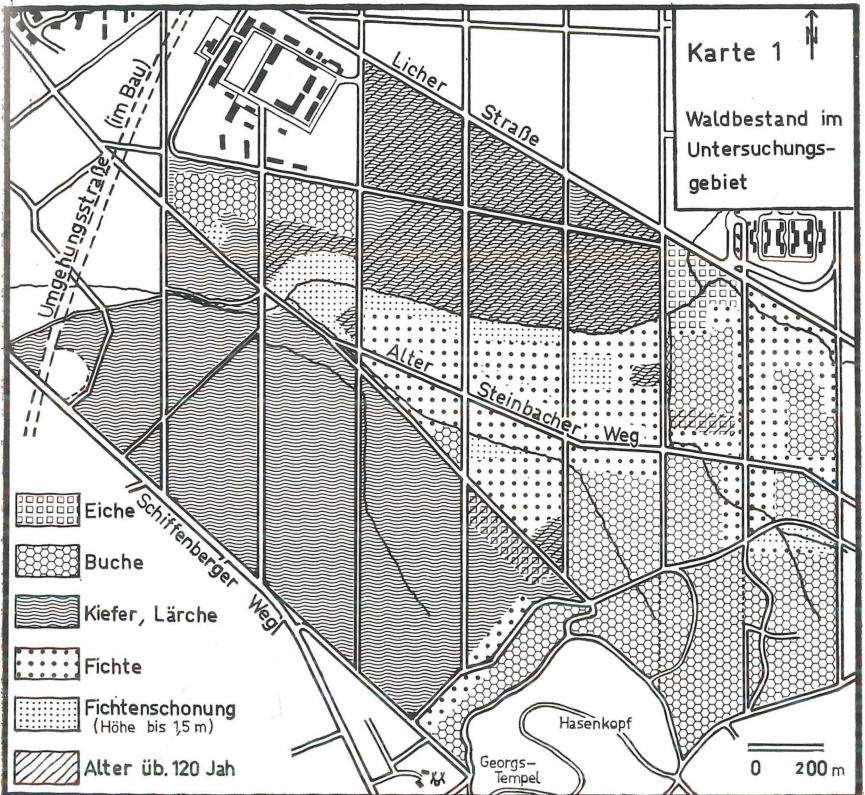 Karte 1
N
Waldbestand im
Untersuchungs-
gebiet
Licher
Straße
Umgehungsstraße (im Bau)
Alter
Steinbacher
Weg
Schiffenberger
Weg
Eiche
Buche
Kiefer, Lärche
Fichte
Fichtenschonung
(Höhe bis 1,5 m)
Alter üb. 120 Jah
Hasenkopf
Georgs-
Tempel
0 200 m